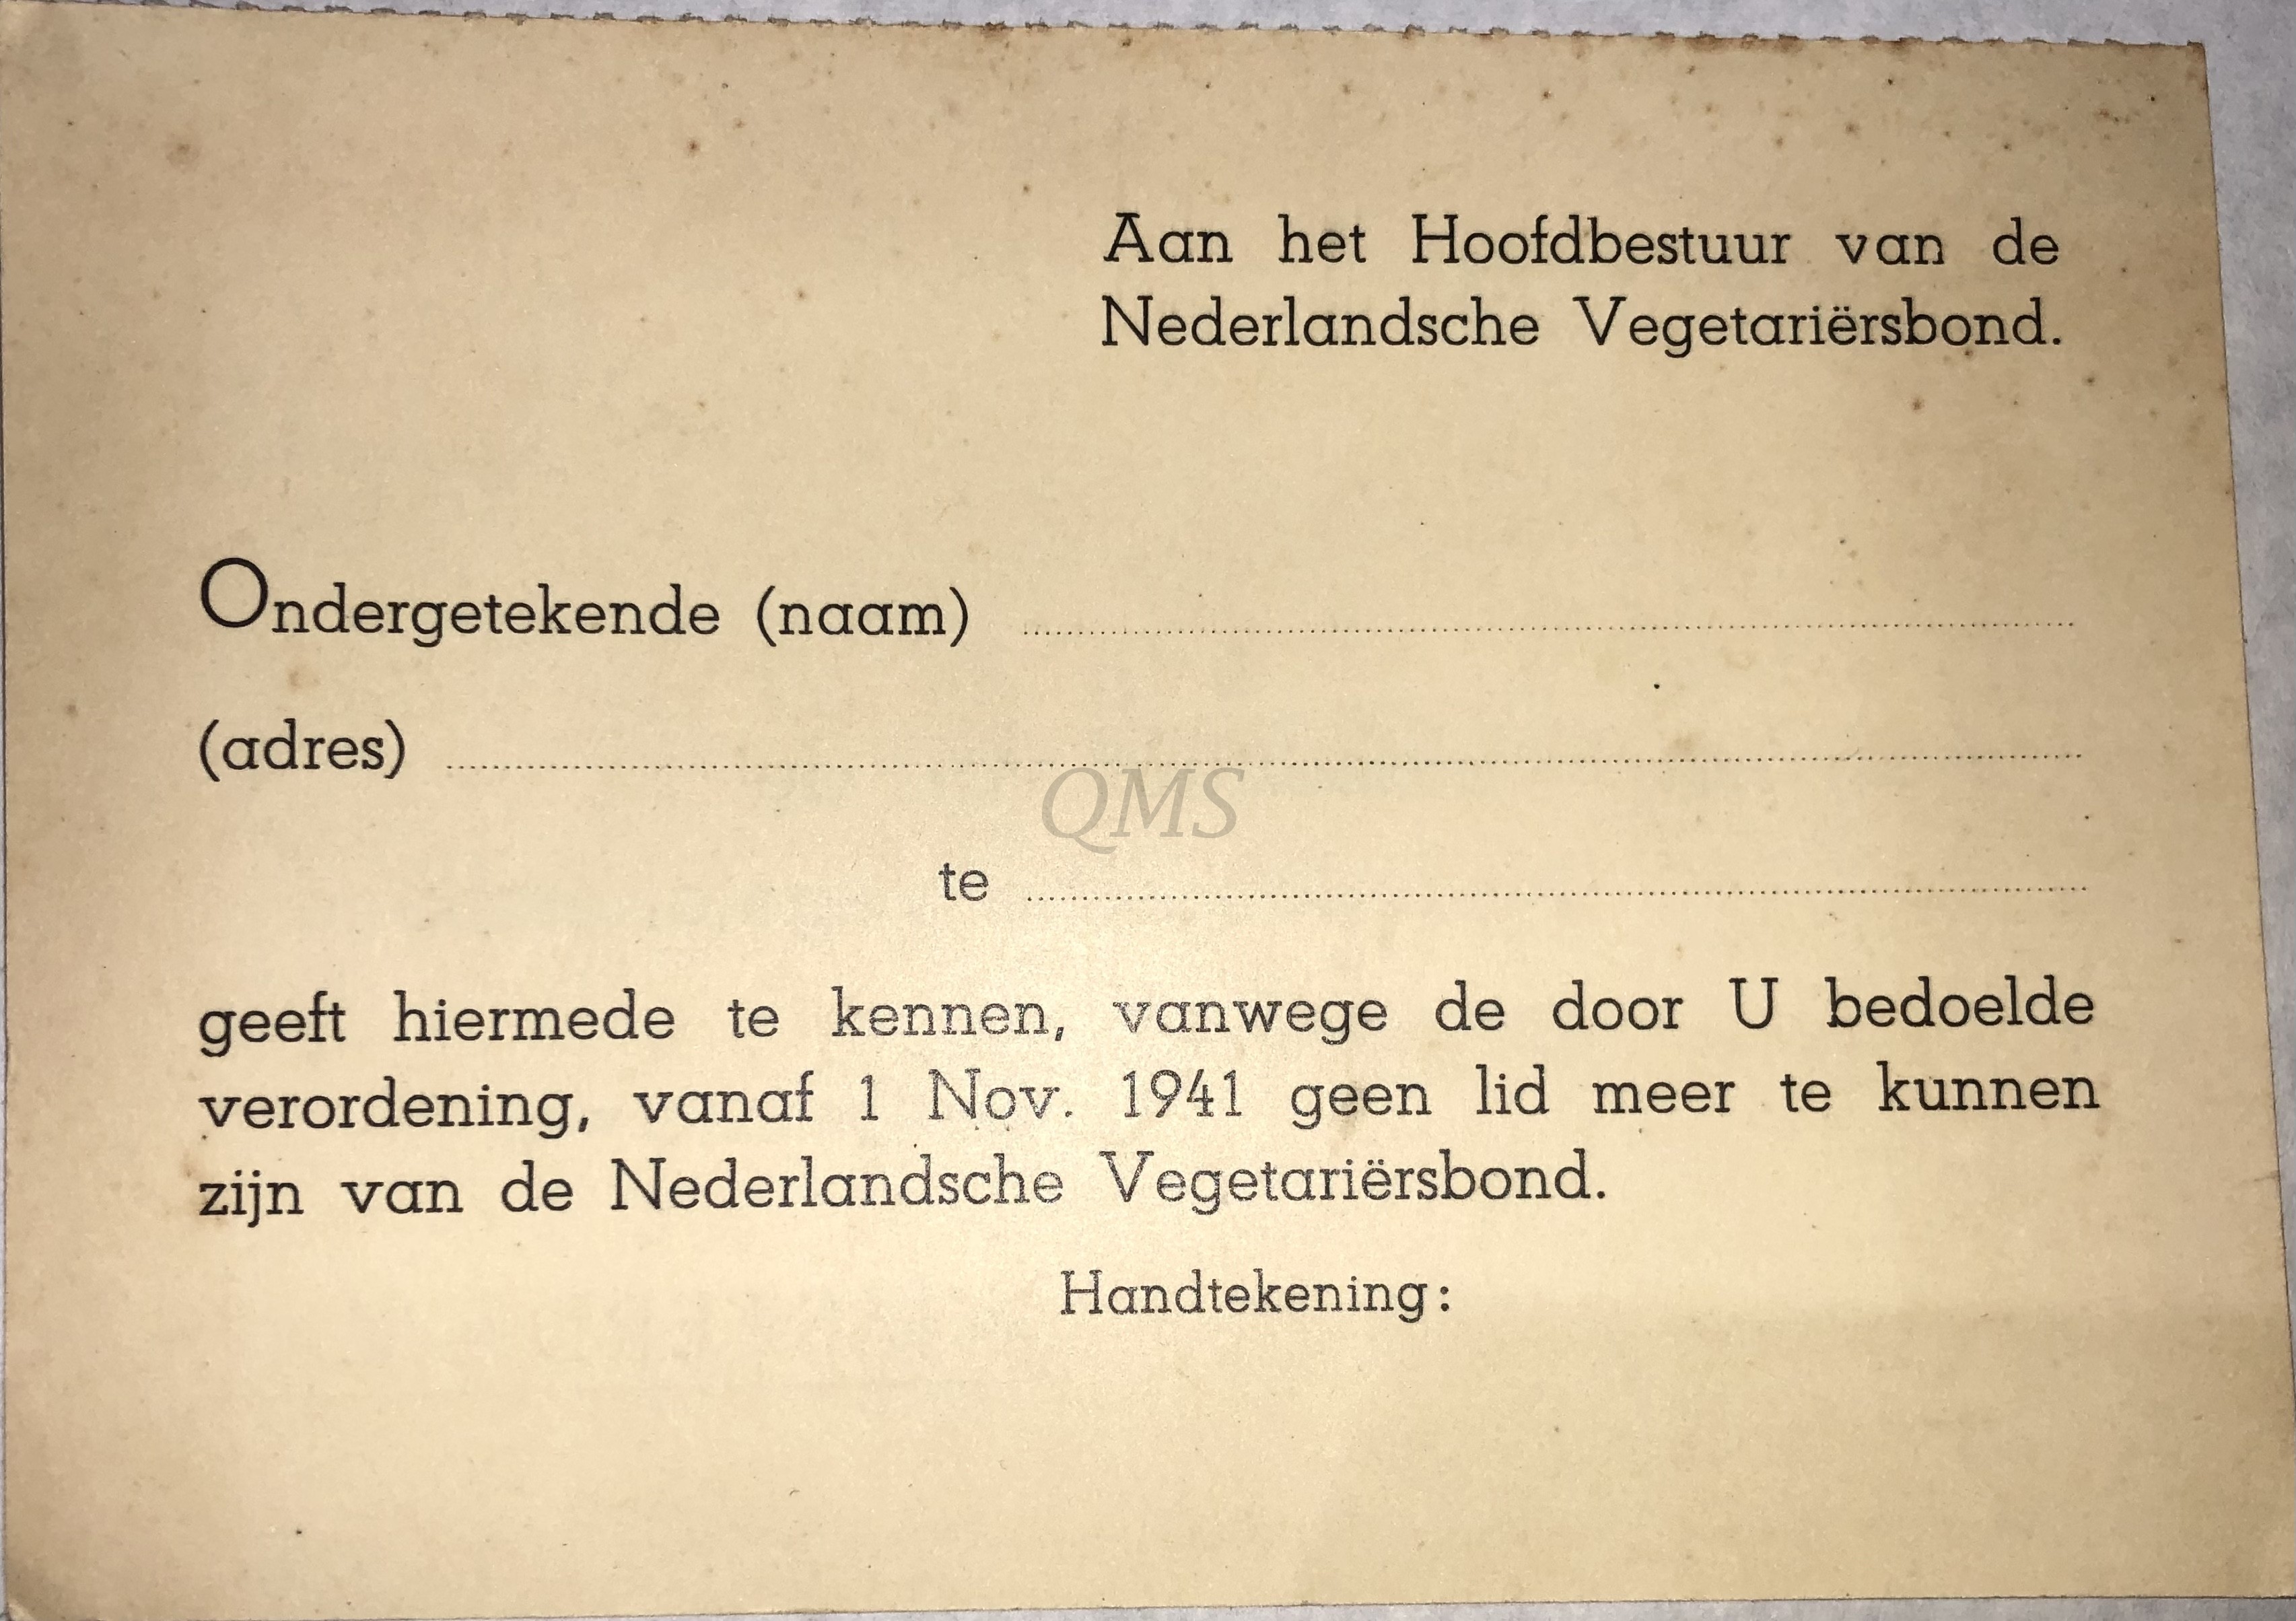 Aan het Hoofdbestuur van de
Nederlandsche Vegetariërsbond.
Ondergetekende (naam)
(adres)
QMS
te
geeft hiermede te kennen, vanwege de door U bedoelde
verordening, vanaf 1 Nov. 1941 geen lid meer te kunnen
zijn van de Nederlandsche Vegetariërsbond.
Handtekening: